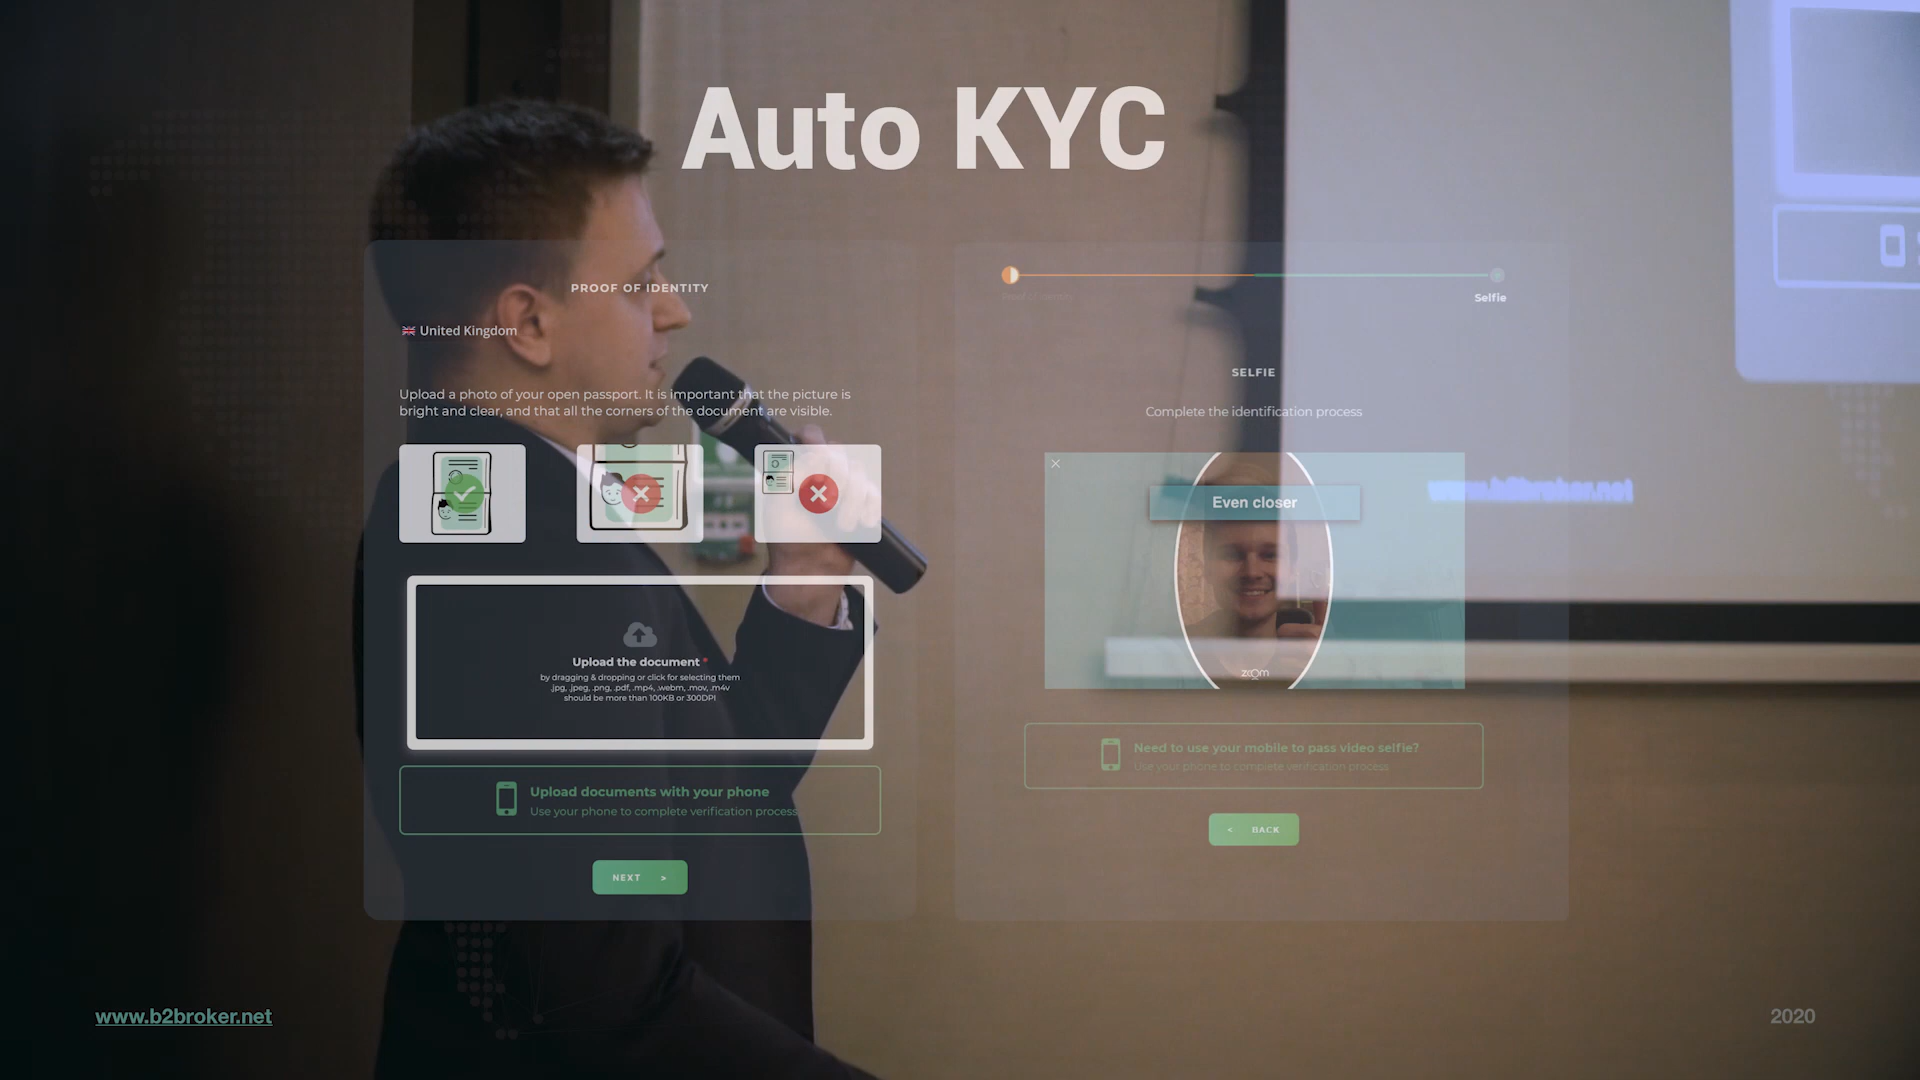 Auto KYC
PROOF OF IDENTITY
United Kingdom
Upload a photo of your open passport. It is important that the picture is
bright and clear, and that all the corners of the document are visible.
Upload the document *
by dragging & dropping or click for selecting them
.jpg, .jpeg, .png, .pdf, .mp4, .webm, .mov, .m4v
should be more than 100KB or 300DPI
Upload documents with your phone
Use your phone to complete verification process
NEXT >
Selfie
SELFIE
Complete the identification process
Even closer
zoom
Need to use your mobile to pass video selfie?
Use your phone to complete verification process
< BACK
www.b2broker.net
www.b2broker.net
2020